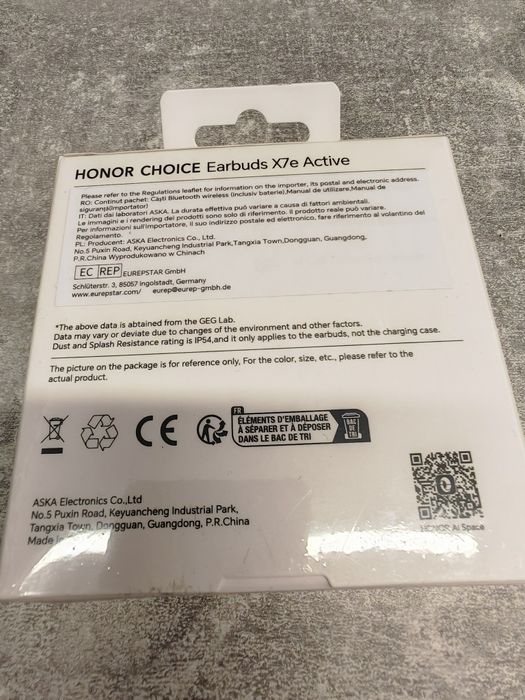 HONOR CHOICE Earbuds X7e Active
Please refer to the Regulations leaflet for information on the importer, its postal and electronic address.
RO: Continut pachet: Căști Bluetooth wireless (inclusiv baterie),Manual de utilizare,Manual de
siguranță(importator)
IT: Dati dai laboratori ASKA. La durata effettiva può variare a causa di fattori ambientali.
Le immagini e i rendering dei prodotti sono solo di riferimento. Il prodotto reale può variare.
Per informazioni sull'importatore, il suo indirizzo postale ed elettronico, fare riferimento al volantino del
Regolamento.
PL: Producent: ASKA Electronics Co., Ltd.
No.5 Puxin Road, Keyuancheng Industrial Park,Tangxia Town,Dongguan, Guangdong,
P.R.China Wyprodukowano w Chinach
EC REP EUREPSTAR GmbH
Schlüterstr. 3, 85057 Ingolstadt, Germany
www.eurepstar.com/ eurep@eurep-gmbh.de
*The above data is obtained from the GEG Lab.
Data may vary or deviate due to changes of the environment and other factors.
Dust and Splash Resistance rating is IP54,and it only applies to the earbuds, not the charging case.
The picture on the package is for reference only, For the color, size, etc., please refer to the
actual product.
CE
FR
ÉLÉMENTS D'EMBALLAGE
À SÉPARER ET À DÉPOSER
DANS LE BAC DE TRI
BAC
DE
TRI
ASKA Electronics Co.,Ltd
No.5 Puxin Road, Keyuancheng Industrial Park,
Tangxia Town, Dongguan, Guangdong, P.R.China
Made
HONOR AI Space